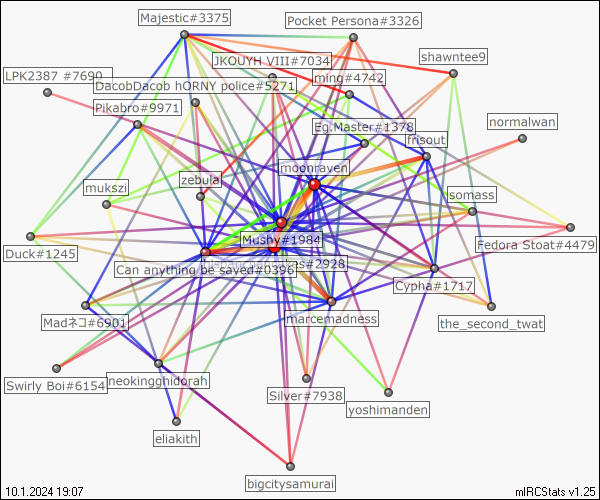 Majestic#3375
Pocket Persona#3326
shawntee9
JKOUYH VIII#7034
LPK2387 #7690
ming#4742
DacobDacob hORNY police#5271
Pikabro#9971
normalwan
Eg.Master#1378
frisout
moonraven
zebulai
mukszi
somass
Mushy#1984
Fedora Stoat#4479
Duck#1245
#2928
Can anything be saved#0396
Cypha#1717
marcemadness
Madネコ#6901
the_second_twat
Swirly Boi#6154
neokingghidorah
Silver#7938
yoshimanden
eliakith
bigcitysamurai
10.1.2024 19:07
mIRCStats v1.25